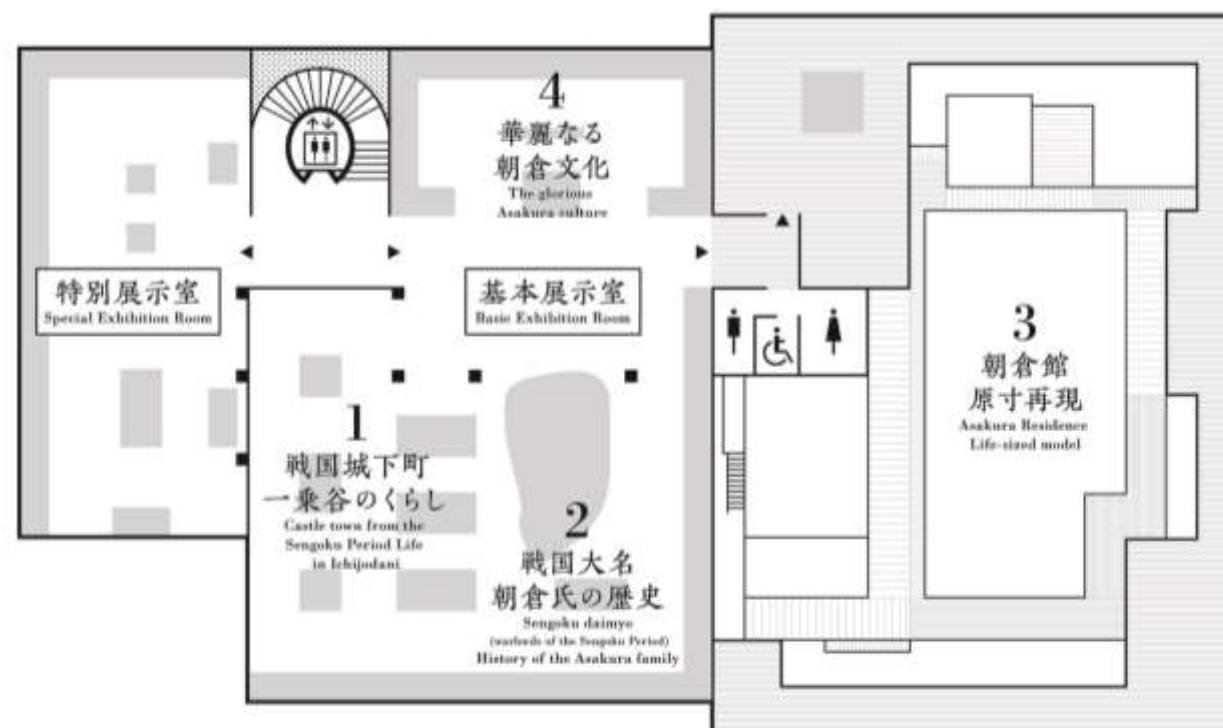 4
華麗なる
朝倉文化
The glorious
Asakura culture
特別展示室
Special Exhibition Room
基本展示室
Basic Exhibition Room
3
朝倉館
原寸再現
Asakura Residence
Life-sized model
1
戦国城下町
一乗谷のくらし
Castle town from the
Sengoku Period Life
in Ichijodani
2
戦国大名
朝倉氏の歴史
Sengoku daimyo
(warlords of the Sengoku Period)
History of the Asakura family